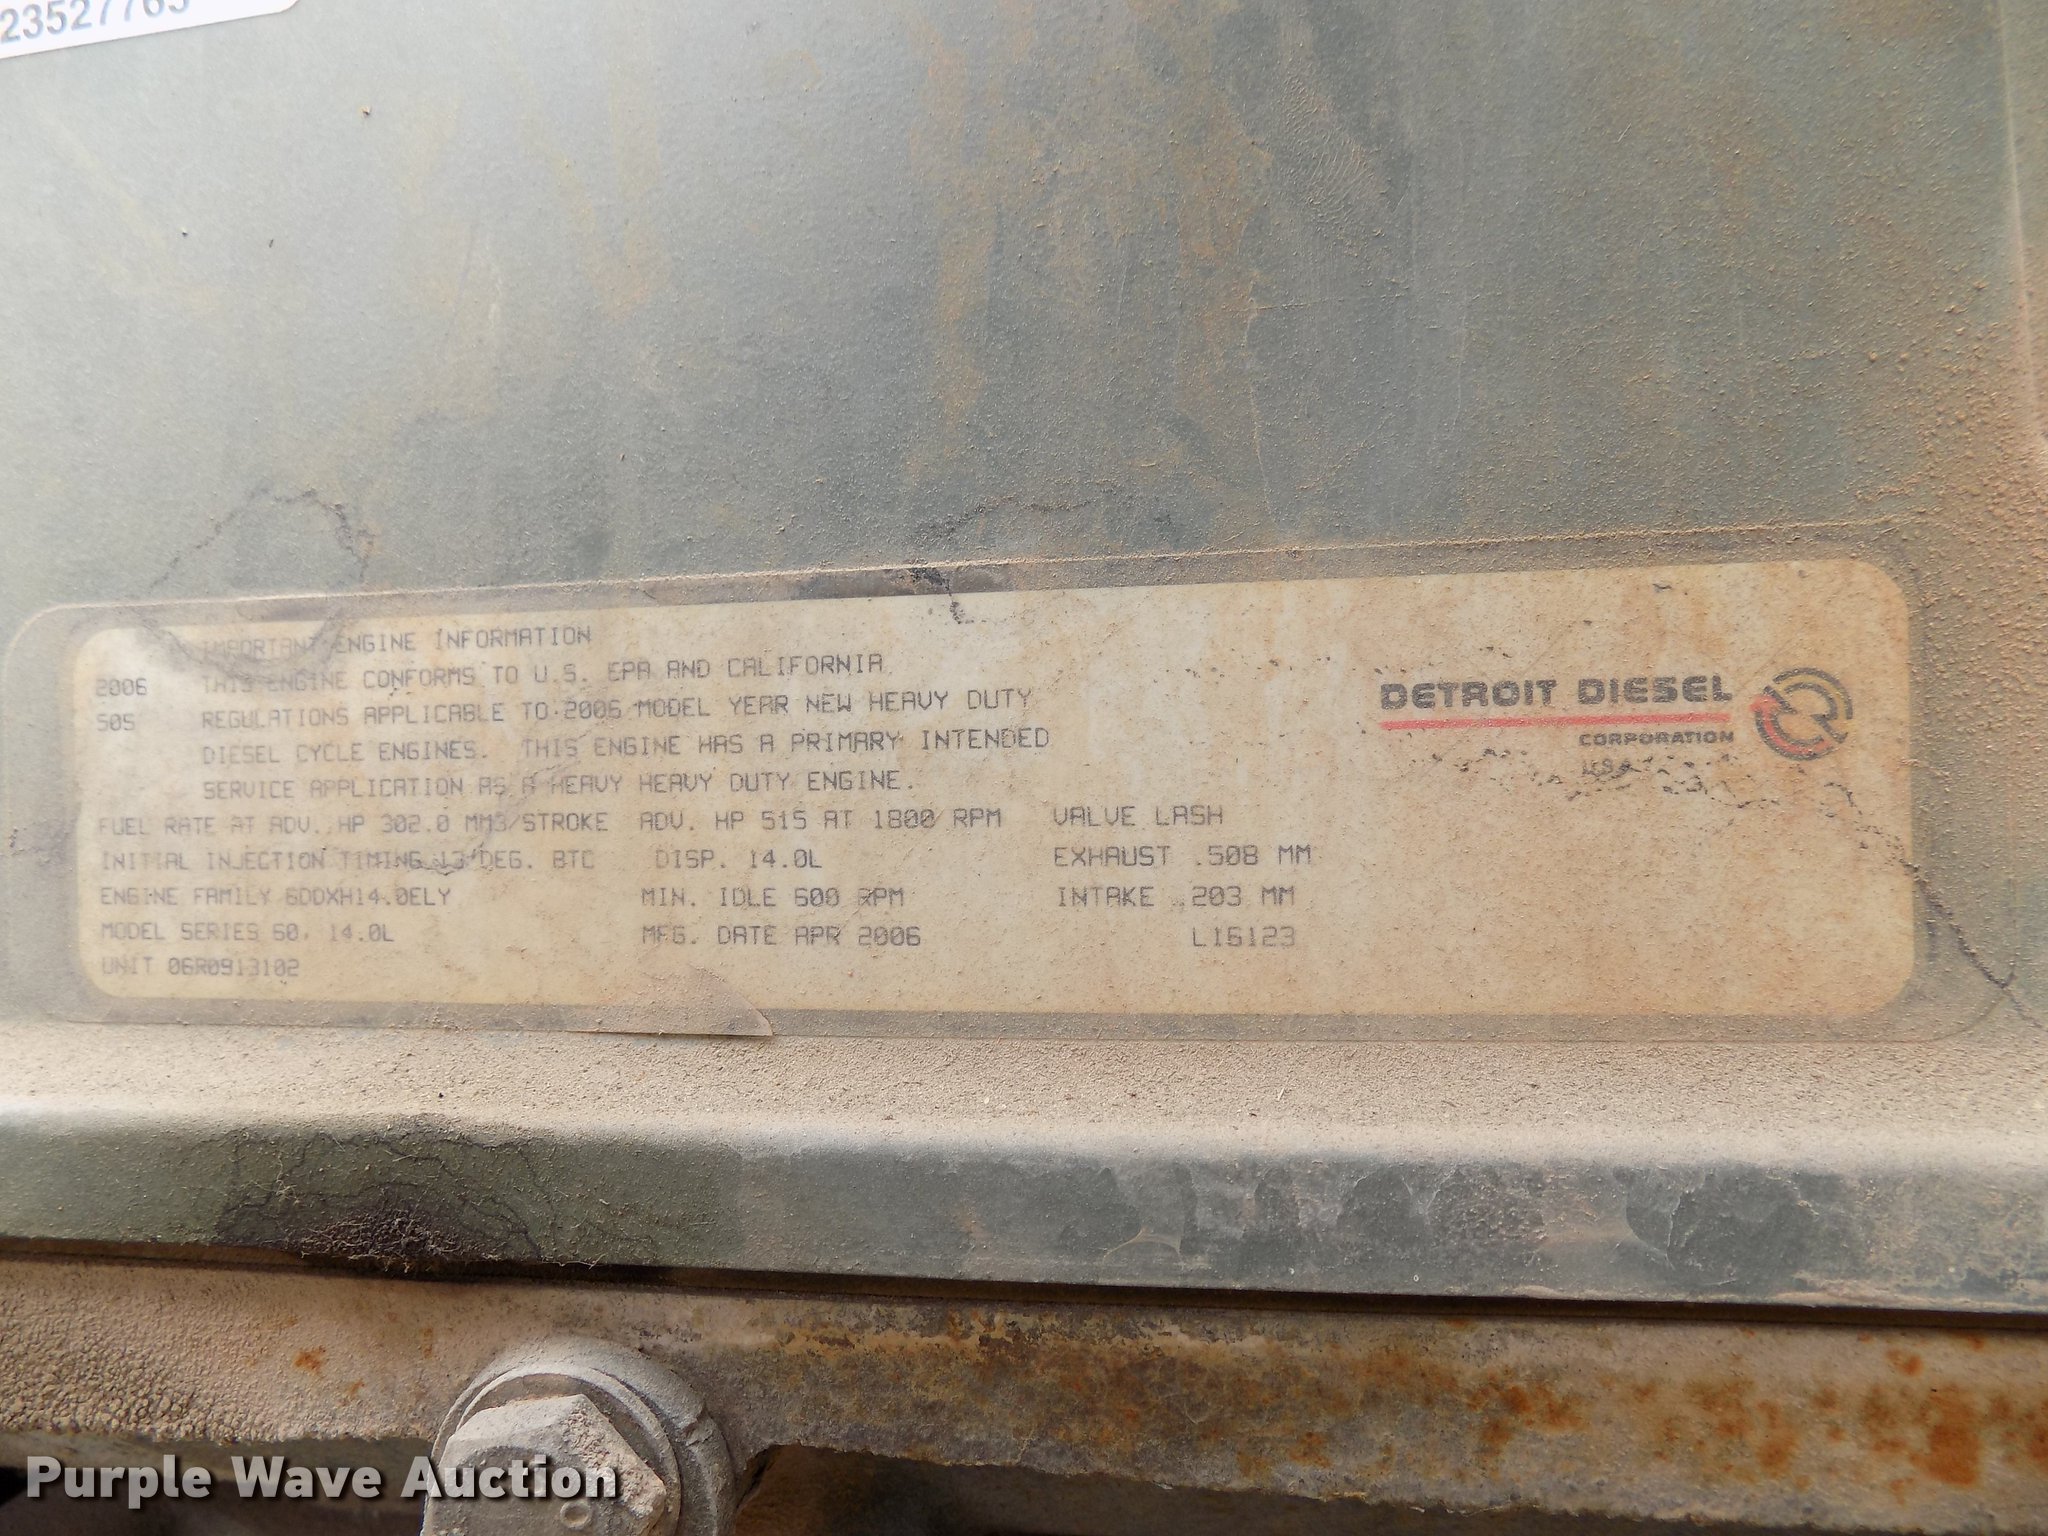 23527765
IMPORTANT ENGINE INFORMATION
2006 THIS ENGINE CONFORMS TO U.S. EPA AND CALIFORNIA
505 REGULATIONS APPLICABLE TO 2006 MODEL YEAR NEW HEAVY DUTY
DIESEL CYCLE ENGINES. THIS ENGINE HAS A PRIMARY INTENDED
SERVICE APPLICATION AS A HEAVY HEAVY DUTY ENGINE.
FUEL RATE AT ADV. HP 302.0 MM3/STROKE ADV. HP 515 AT 1800 RPM VALVE LASH
INITIAL INJECTION TIMING 13 DEG. BTC DISP. 14.0L EXHAUST .508 MM
ENGINE FAMILY 6DDXH14.0ELY MIN. IDLE 600 RPM INTAKE .203 MM
MODEL SERIES 60, 14.0L MFG. DATE APR 2006 L16123
UNIT 06R0913102
DETROIT DIESEL
CORPORATION
USA
Purple Wave Auction